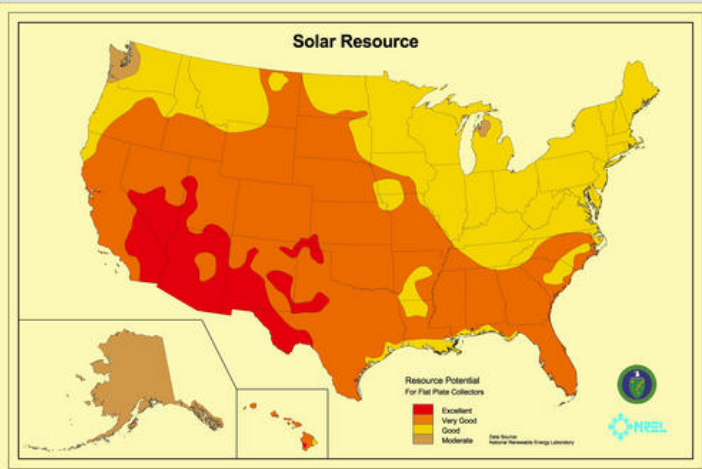 Solar Resource
Resource Potential
For Flat Plate Collectors
Excellent
Very Good
Good
Moderate
Data Source:
National Renewable Energy Laboratory
NREL